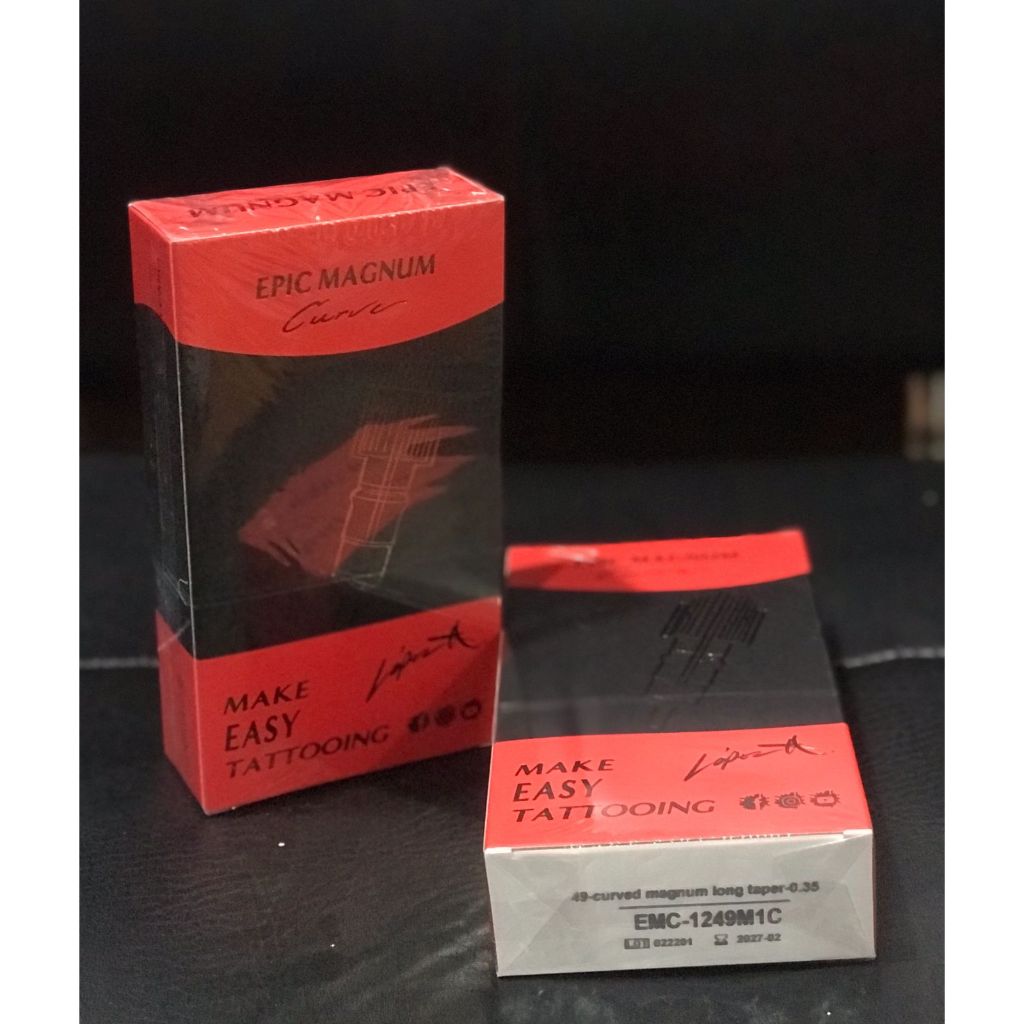 EPIC MAGNUM
EPIC MAGNUM
Curve
MAKE
EASY
TATTOOING
MAKE
EASY
TATTOOING
49-curved magnum long taper-0.35
EMC-1249M1C
LOT 022201 2027-02